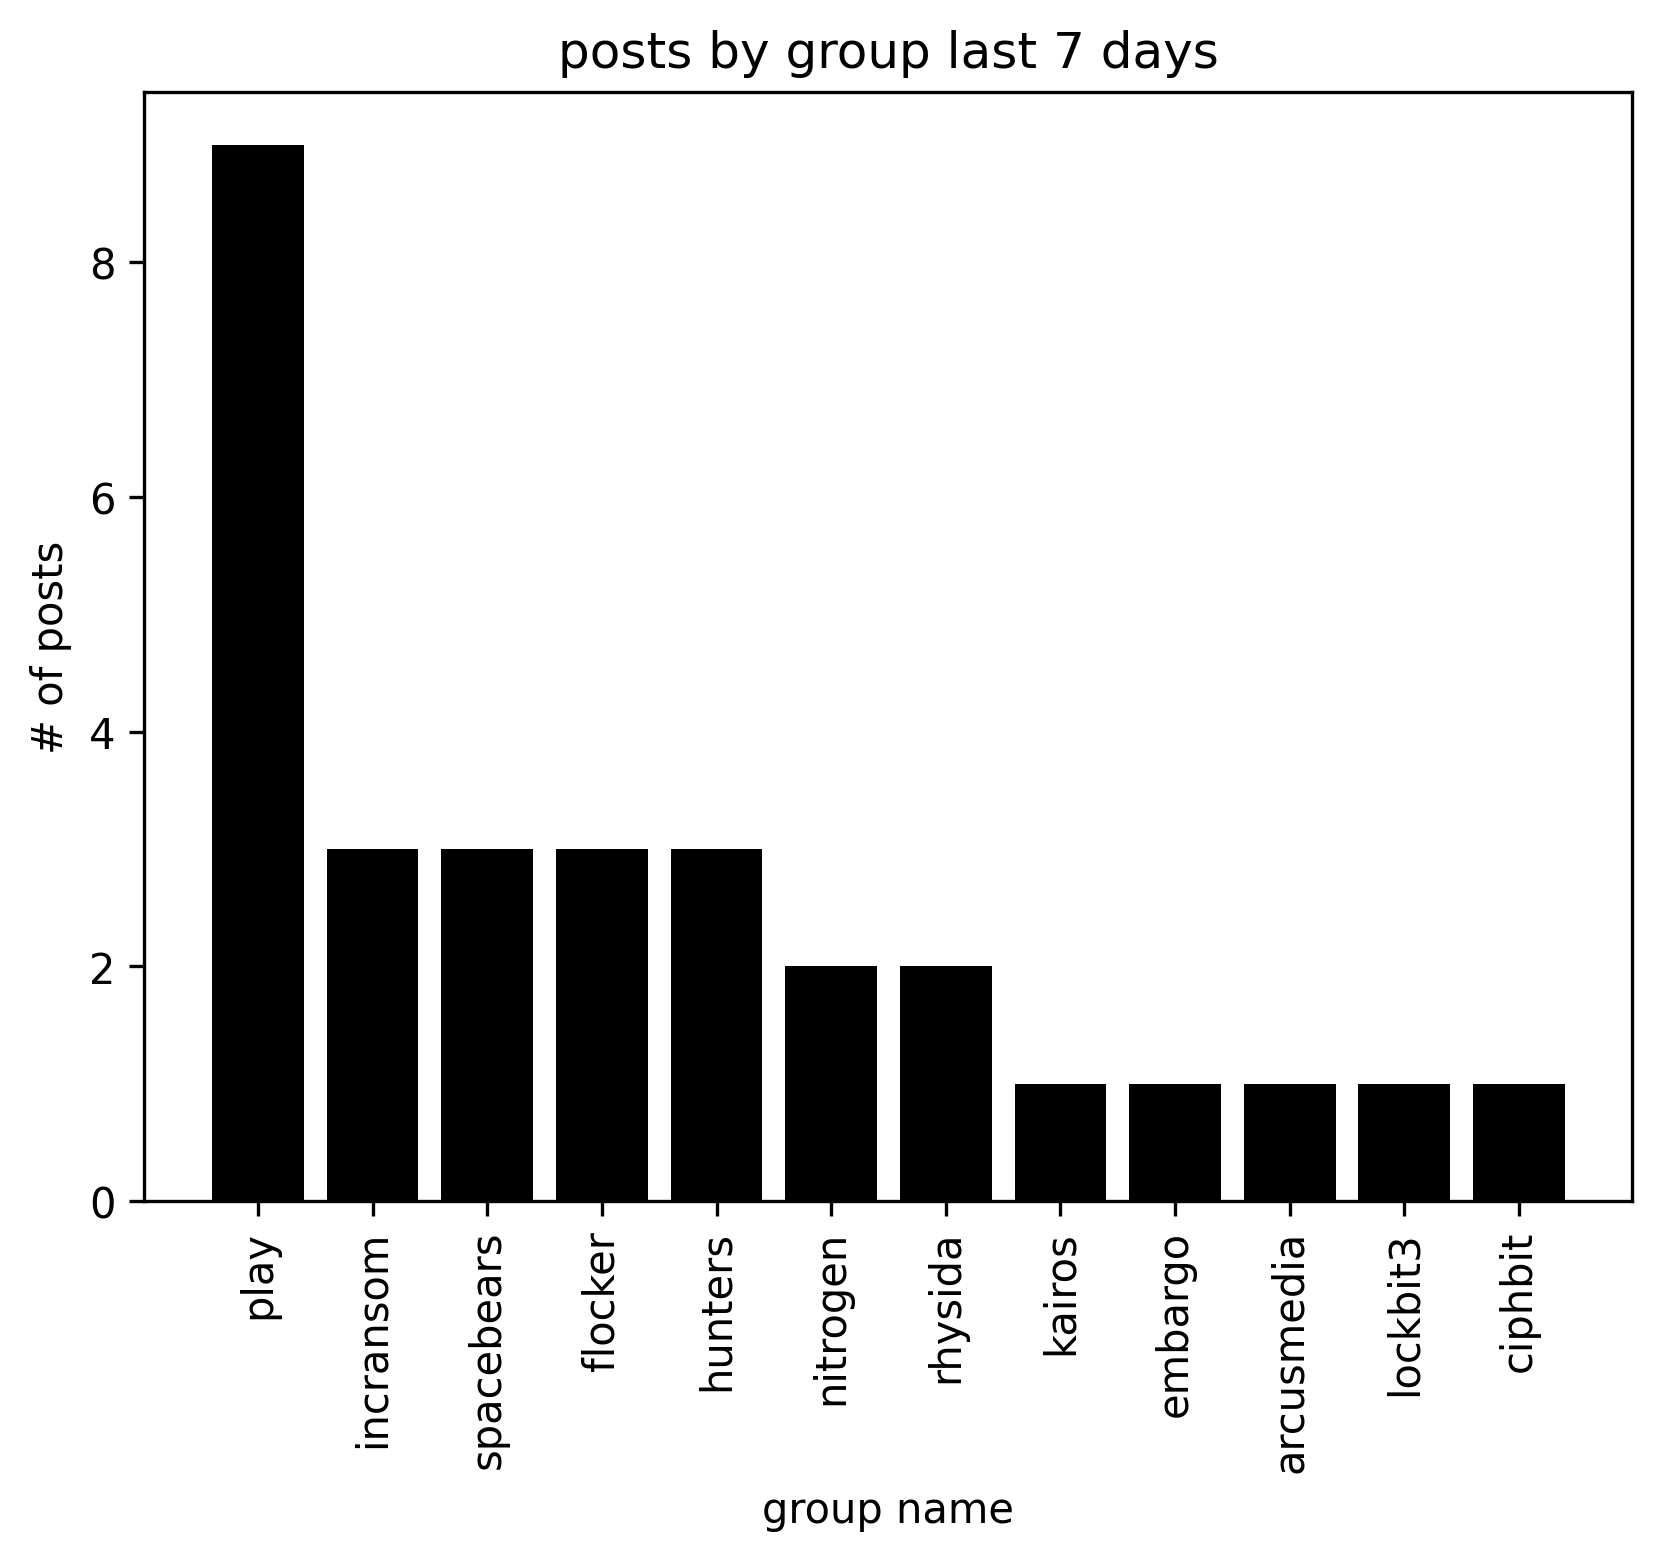 posts by group last 7 days
# of posts
8
6
4
2
0
play
incransom
spacebears
flocker
hunters
nitrogen
rhysida
kairos
embargo
arcusmedia
lockbit3
ciphbit
group name